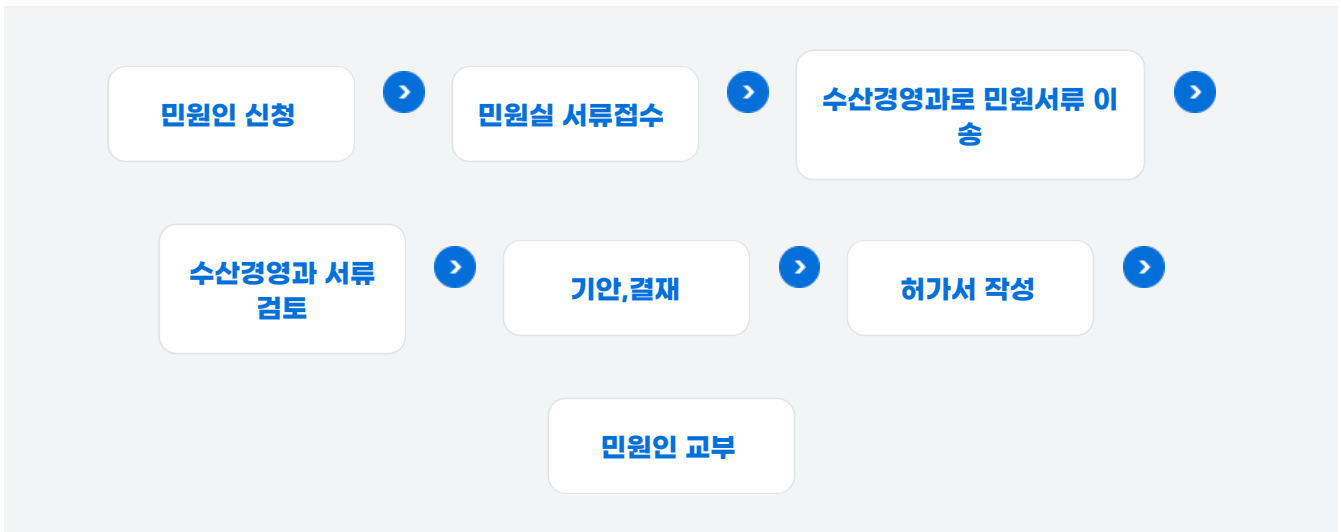 민원인 신청
민원실 서류접수
수산경영과로 민원서류 이
송
수산경영과 서류
검토
기안,결재
허가서 작성
민원인 교부